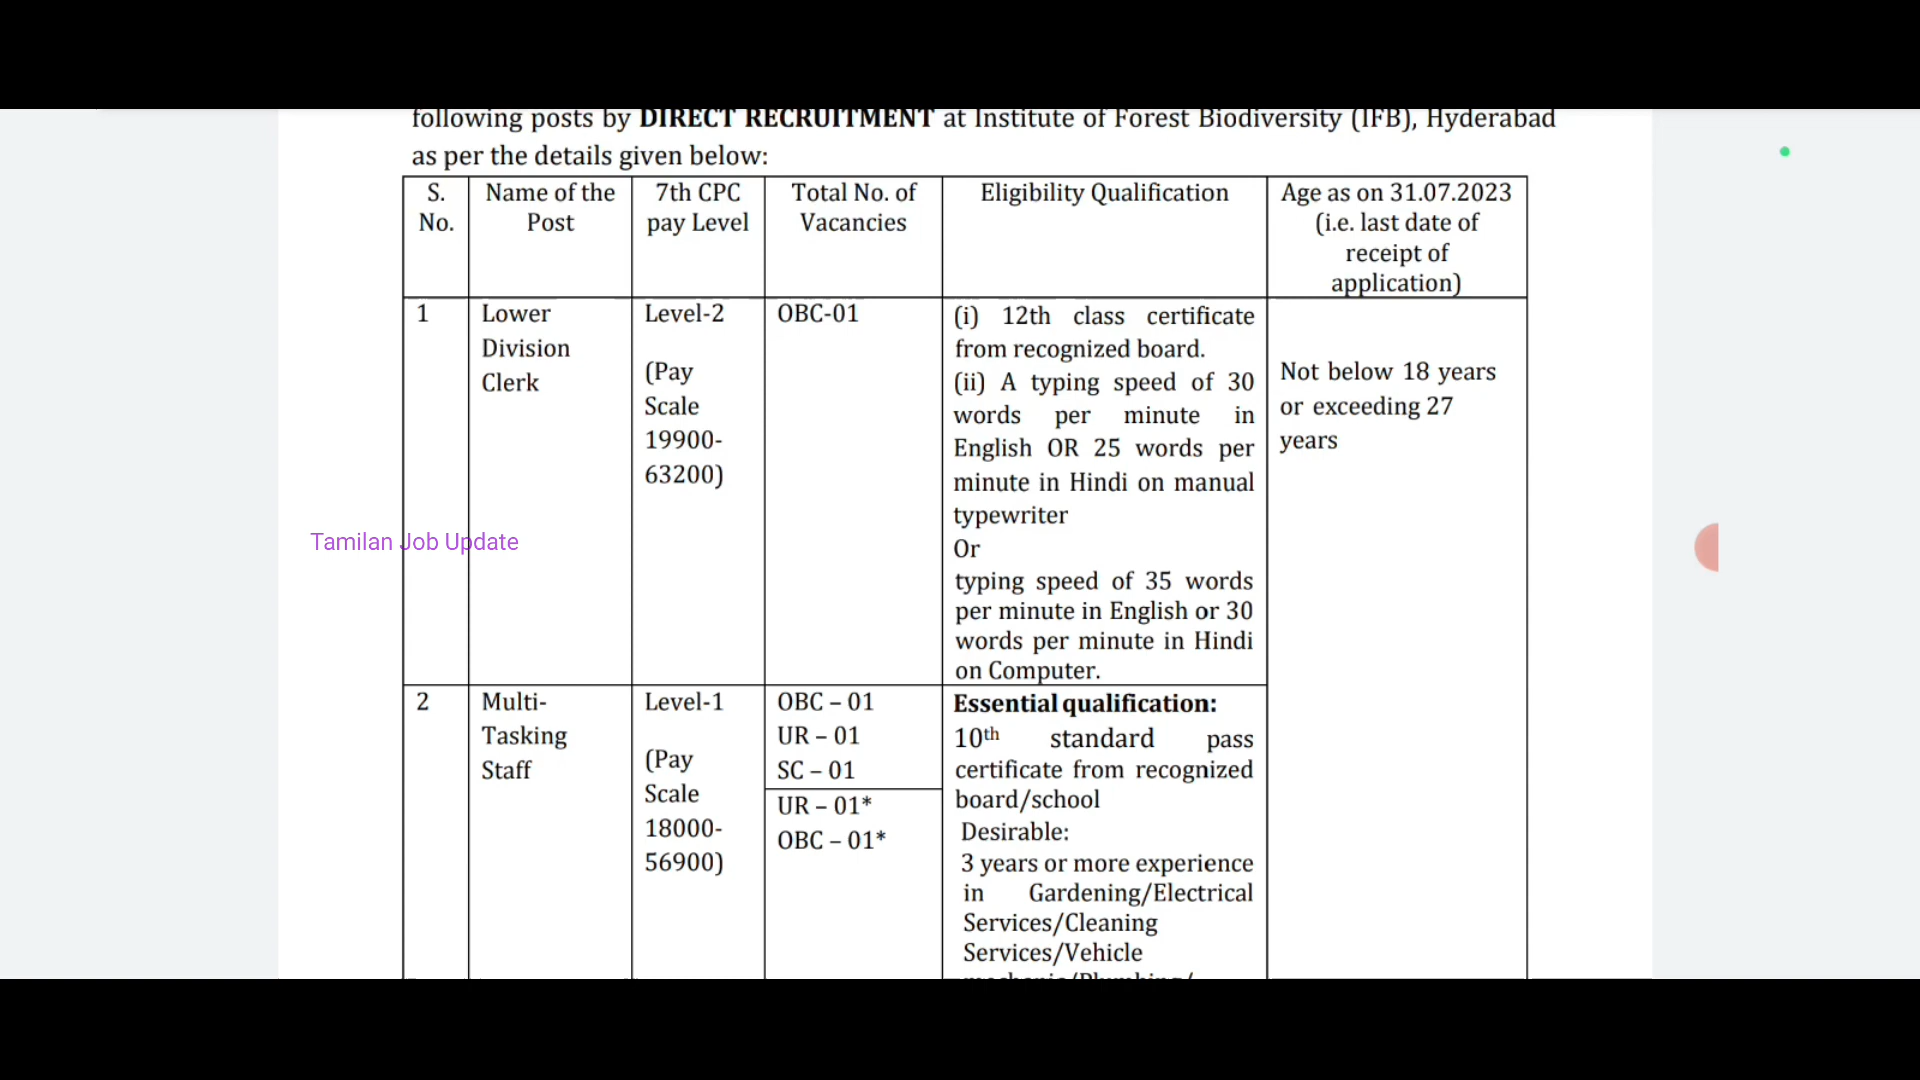 following posts by DIRECT RECRUITMENT at Institute of Forest Biodiversity (IFB), Hyderabad
as per the details given below:
S.
No.
Name of the
Post
7th CPC
pay Level
Total No. of
Vacancies
Eligibility Qualification
Age as on 31.07.2023
(i.e. last date of
receipt of
application)
1
Lower
Division
Clerk
Level-2
(Pay
Scale
19900-
63200)
OBC-01
(i) 12th class certificate
from recognized board.
(ii) A typing speed of 30
words per minute in
English OR 25 words per
minute in Hindi on manual
typewriter
Or
typing speed of 35 words
per minute in English or 30
words per minute in Hindi
on Computer.
Not below 18 years
or exceeding 27
years
Tamilan Job Update
2
Multi-
Tasking
Staff
Level-1
(Pay
Scale
18000-
56900)
OBC – 01
UR – 01
SC – 01
UR – 01*
OBC – 01*
Essential qualification:
10th standard pass
certificate from recognized
board/school
Desirable:
3 years or more experience
in Gardening/Electrical
Services/Cleaning
Services/Vehicle